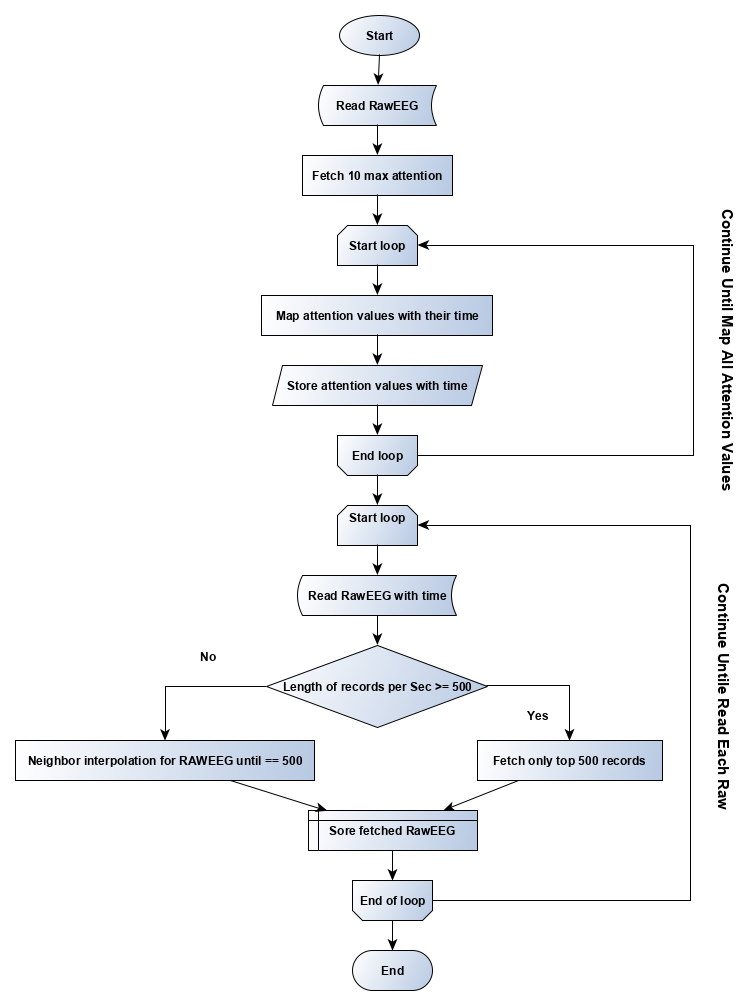 Start
Read RawEEG
Fetch 10 max attention
Start loop
Map attention values with their time
Store attention values with time
End loop
Continue Until Map All Attention Values
Start loop
Read RawEEG with time
Length of records per Sec >= 500
No
Yes
Neighbor interpolation for RAWEEG until == 500
Fetch only top 500 records
Sore fetched RawEEG
End of loop
Continue Untile Read Each Raw
End